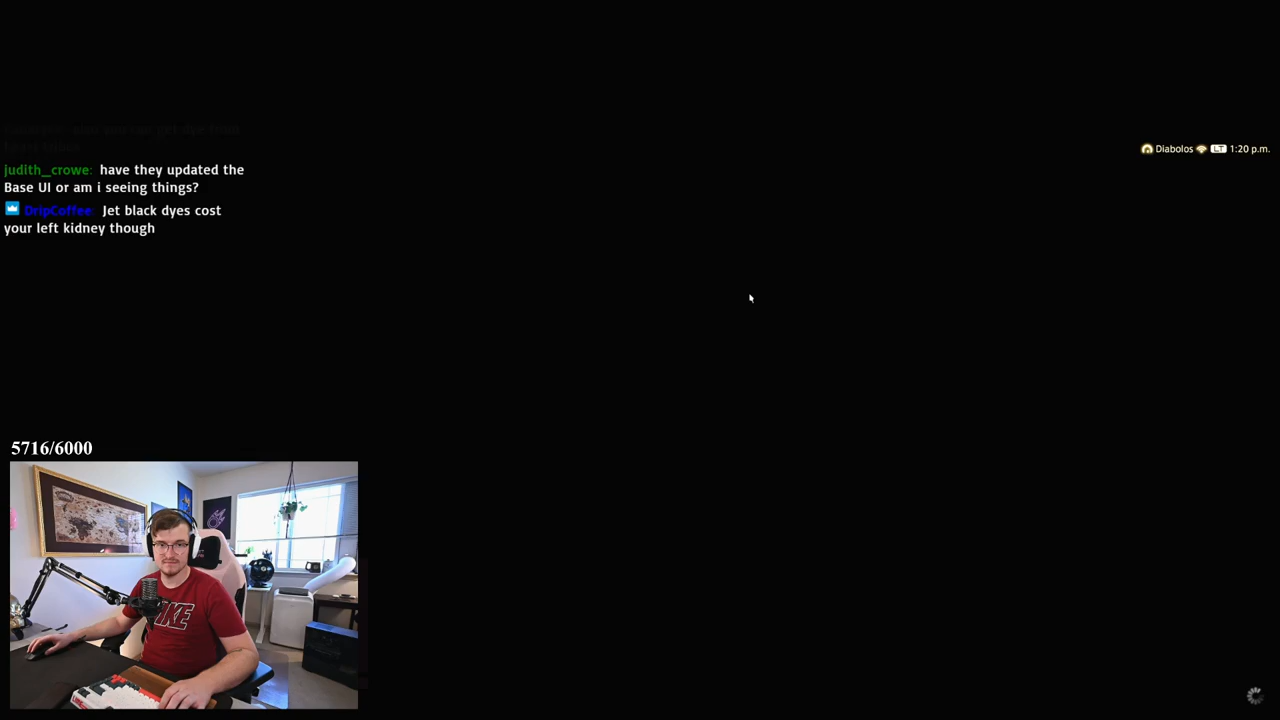 judith_crowe: have they updated the
Base UI or am i seeing things?
DripCoffee: Jet black dyes cost
your left kidney though
Diabolos LT 1:20 p.m.
5716/6000